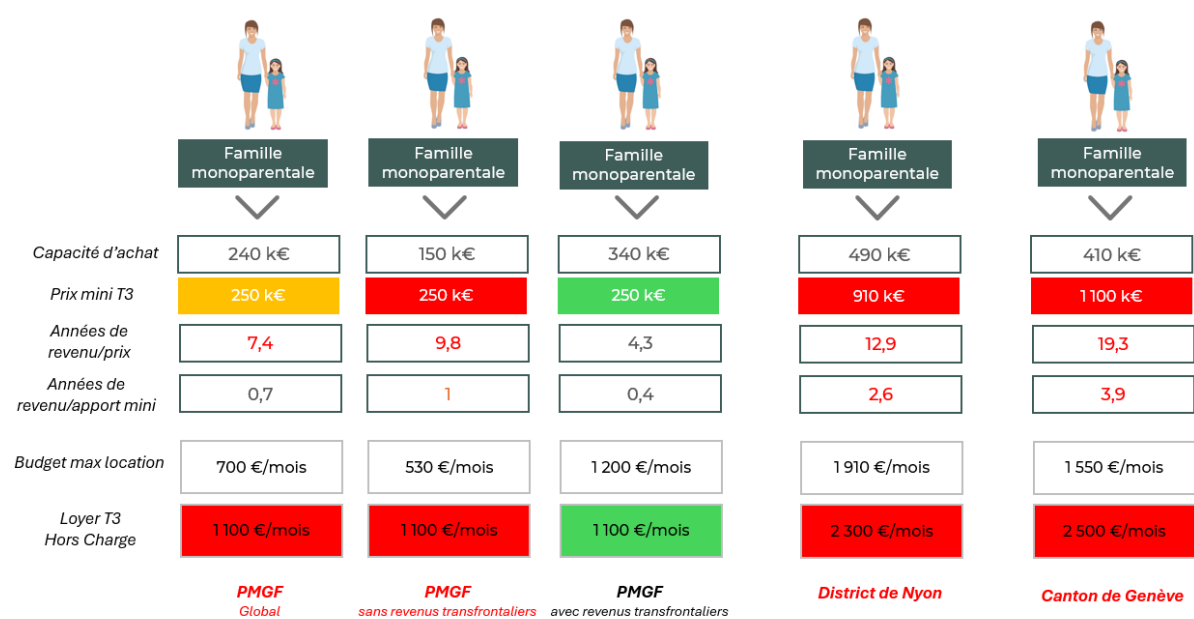 Famille
monoparentale
Famille
monoparentale
Famille
monoparentale
Famille
monoparentale
Famille
monoparentale
Capacité d'achat
240 k€
150 k€
340 k€
490 k€
410 k€
Prix mini T3
250 k€
250 k€
250 k€
910 k€
1 100 k€
Années de
revenu/prix
7,4
9,8
4,3
12,9
19,3
Années de
revenu/apport mini
0,7
1
0,4
2,6
3,9
Budget max location
700 €/mois
530 €/mois
1 200 €/mois
1 910 €/mois
1 550 €/mois
Loyer T3
Hors Charge
1 100 €/mois
1 100 €/mois
1 100 €/mois
2 300 €/mois
2 500 €/mois
PMGF
Global
PMGF
sans revenus transfrontaliers
PMGF
avec revenus transfrontaliers
District de Nyon
Canton de Genève